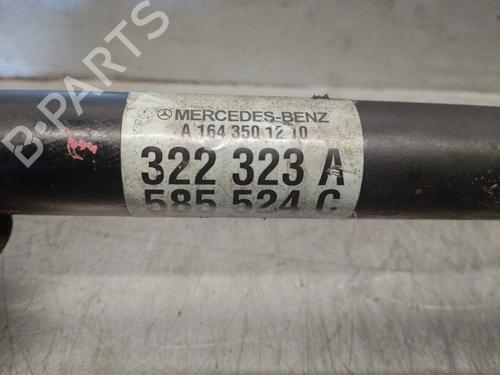 B-PARTS
MERCEDES-BENZ
A 164 350 12 10
322 323 A
585 524 C